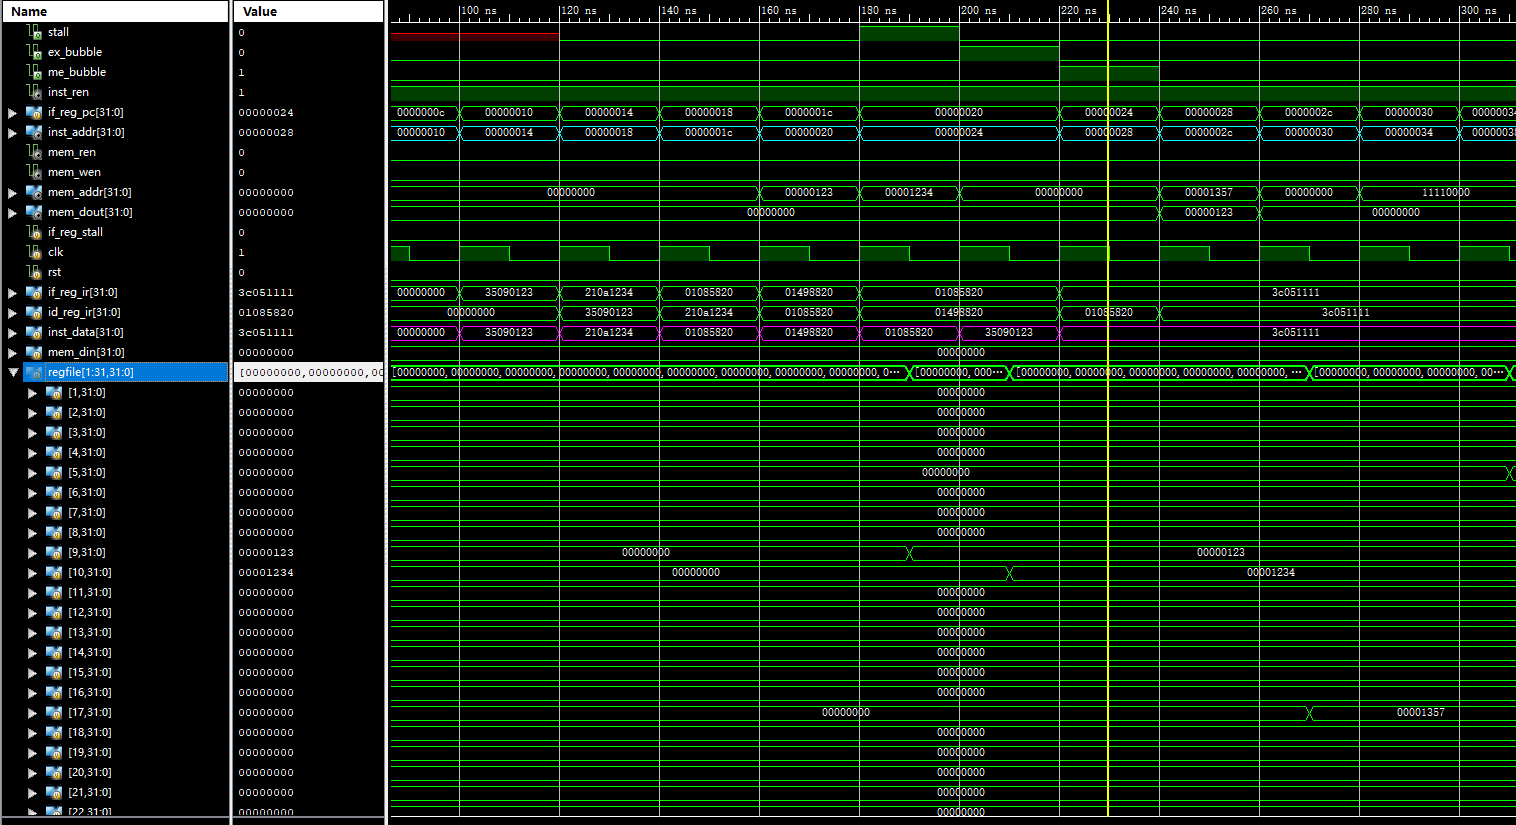 Name Value 100 ns 120 ns 140 ns 160 ns 180 ns 200 ns 220 ns 240 ns 260 ns 280 ns 300 ns
stall 0
ex_bubble 0
me_bubble 1
inst_ren 1
if_reg_pc[31:0] 00000024 0000000c 00000010 00000014 00000018 0000001c 00000020 00000024 00000028 0000002c 00000030
inst_addr[31:0] 00000028 00000010 00000014 00000018 0000001c 00000020 00000024 00000028 0000002c 00000030 00000034
mem_ren 0
mem_wen 0
mem_addr[31:0] 00000000 00000000 00000123 00001234 00000000 00001357 00000000 11110000
mem_dout[31:0] 00000000 00000000 00000123 00000000
if_reg_stall 0
clk 1
rst 0
if_reg_ir[31:0] 3c051111 00000000 35090123 210a1234 01085820 01498820 01085820 3c051111
id_reg_ir[31:0] 01085820 00000000 35090123 210a1234 01085820 01498820 01085820 3c051111
inst_data[31:0] 3c051111 00000000 35090123 210a1234 01085820 01498820 01085820 35090123 3c051111
mem_din[31:0] 00000000 00000000
regfile[1:31,31:0] [00000000,00000000,00 [00000000, 00000000, 00000000, 00000000, 00000000, 00000000, 00000000, 00000000, 00000000, 0··· [00000000, 000··· [00000000, 00000000, 00000000, 00000000, 00000000, ··· [00000000, 00000000, 00000000, 00···
[1,31:0] 00000000 00000000
[2,31:0] 00000000 00000000
[3,31:0] 00000000 00000000
[4,31:0] 00000000 00000000
[5,31:0] 00000000 00000000
[6,31:0] 00000000 00000000
[7,31:0] 00000000 00000000
[8,31:0] 00000000 00000000
[9,31:0] 00000123 00000000 00000123
[10,31:0] 00001234 00000000 00001234
[11,31:0] 00000000 00000000
[12,31:0] 00000000 00000000
[13,31:0] 00000000 00000000
[14,31:0] 00000000 00000000
[15,31:0] 00000000 00000000
[16,31:0] 00000000 00000000
[17,31:0] 00000000 00000000 00001357
[18,31:0] 00000000 00000000
[19,31:0] 00000000 00000000
[20,31:0] 00000000 00000000
[21,31:0] 00000000 00000000
[22,31:0] 00000000 00000000